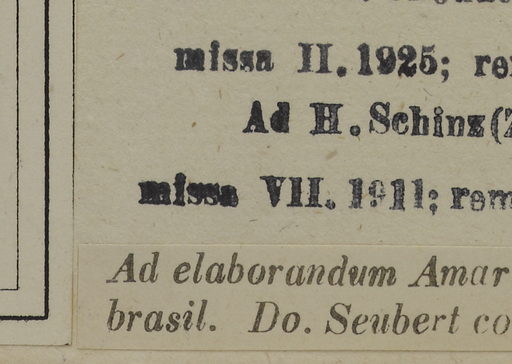 missa II. 1925; re
Ad H. Schinz (Z
missa VII. 1911; rem
Ad elaborandum Amar
brasil. Do. Seubert co